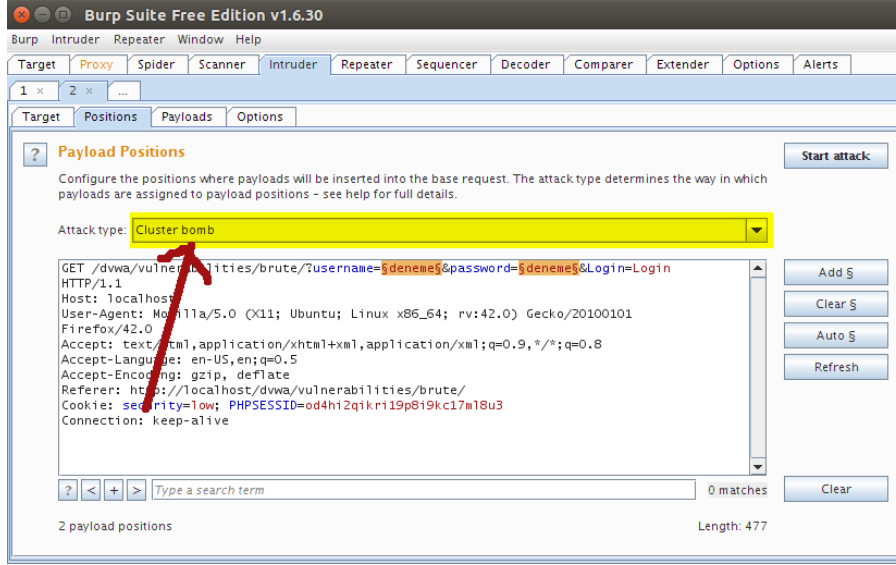 Burp Suite Free Edition v1.6.30
Burp Intruder Repeater Window Help
Target Proxy Spider Scanner Intruder Repeater Sequencer Decoder Comparer Extender Options Alerts
1 × 2 × ...
Target Positions Payloads Options
? Payload Positions Start attack
Configure the positions where payloads will be inserted into the base request. The attack type determines the way in which
payloads are assigned to payload positions – see help for full details.
Attack type: Cluster bomb
GET /dvwa/vulnerabilities/brute/?username=§deneme§&password=§deneme§&Login=Login
HTTP/1.1
Host: localhost
User-Agent: Mozilla/5.0 (X11; Ubuntu; Linux x86_64; rv:42.0) Gecko/20100101
Firefox/42.0
Accept: text/html,application/xhtml+xml,application/xml;q=0.9,*/*;q=0.8
Accept-Language: en-US,en;q=0.5
Accept-Encoding: gzip, deflate
Referer: http://localhost/dvwa/vulnerabilities/brute/
Cookie: security=low; PHPSESSID=od4hi2qikri19p8i9kc17ml8u3
Connection: keep-alive
Add §
Clear §
Auto §
Refresh
? < + > Type a search term 0 matches Clear
2 payload positions Length: 477